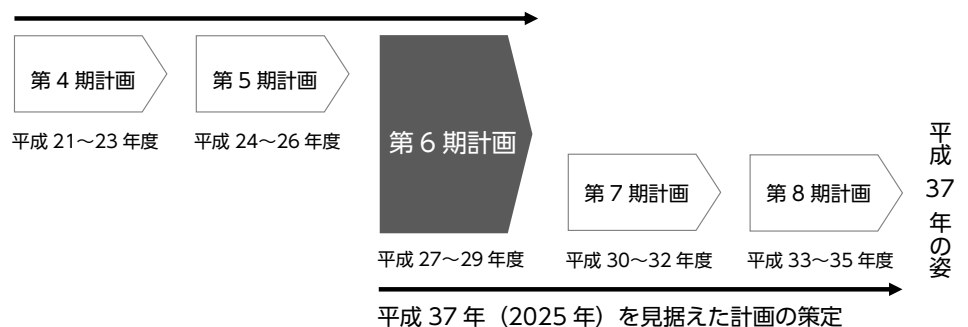 第4期計画
平成 21～23 年度
第5期計画
平成 24～26 年度
第6期計画
平成 27～29 年度
第7期計画
平成 30～32 年度
第8期計画
平成 33～35 年度
平成37年の姿
平成 37 年（2025 年）を見据えた計画の策定